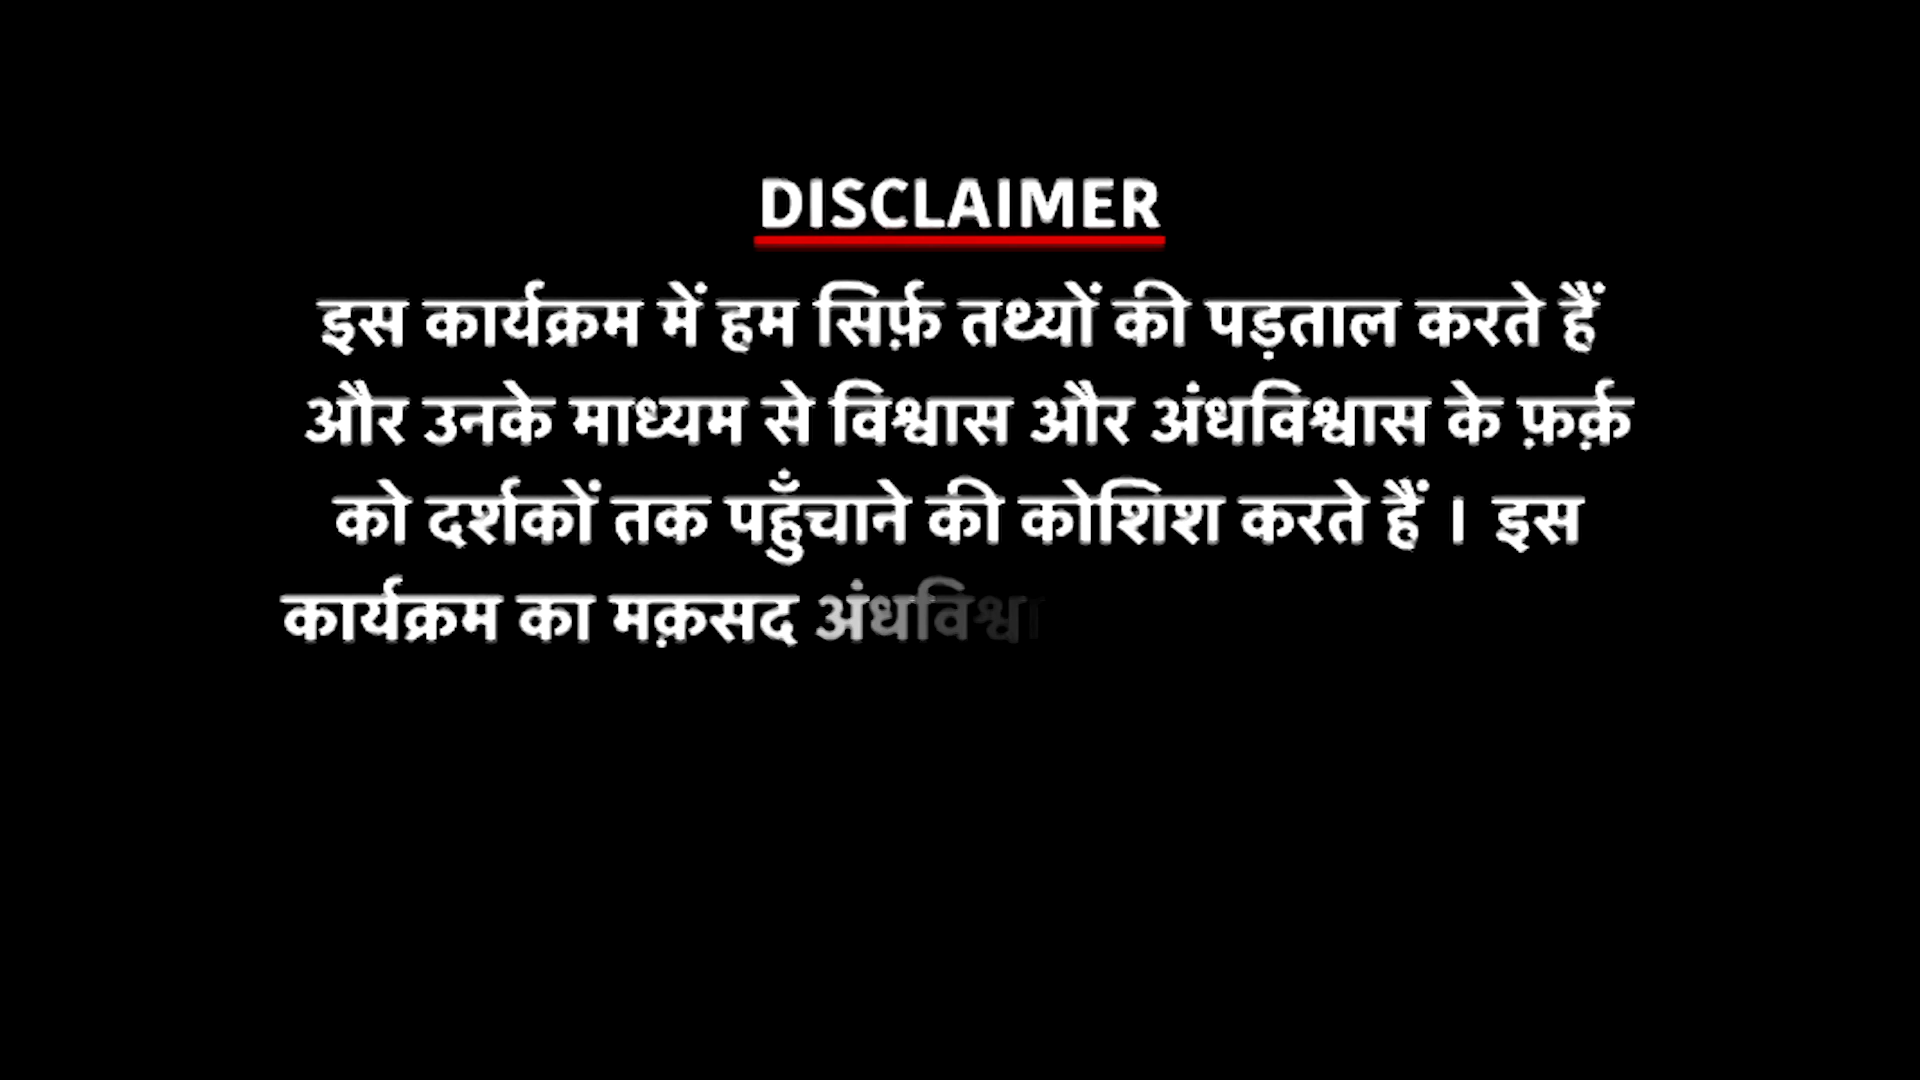 DISCLAIMER
इस कार्यक्रम में हम सिर्फ़ तथ्यों की पड़ताल करते हैं
और उनके माध्यम से विश्वास और अंधविश्वास के फ़र्क़
को दर्शकों तक पहुँचाने की कोशिश करते हैं । इस
कार्यक्रम का मक़सद अंधविश्वा